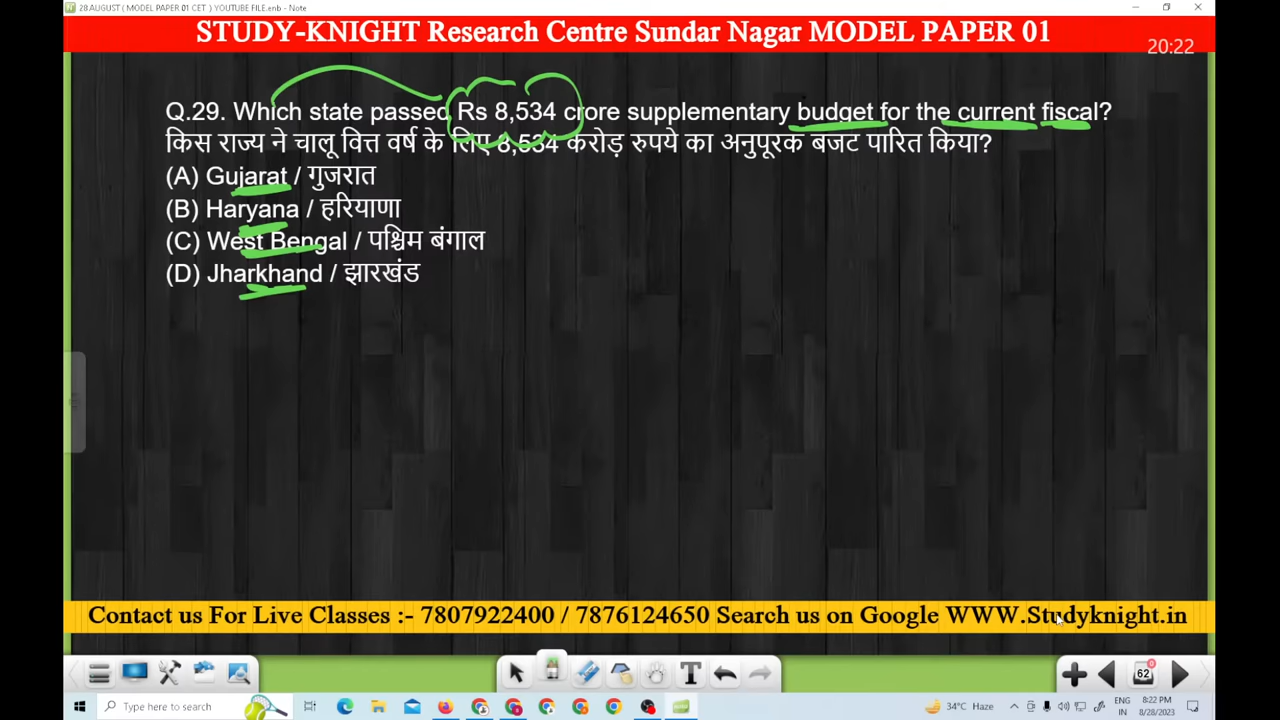 28 AUGUST ( MODEL PAPER 01 CET ) YOUTUBE FILE.enb - Note
STUDY-KNIGHT Research Centre Sundar Nagar MODEL PAPER 01
20:22
Q.29. Which state passed Rs 8,534 crore supplementary budget for the current fiscal?
किस राज्य ने चालू वित्त वर्ष के लिए 8,534 करोड़ रुपये का अनुपूरक बजट पारित किया?
(A) Gujarat / गुजरात
(B) Haryana / हरियाणा
(C) West Bengal / पश्चिम बंगाल
(D) Jharkhand / झारखंड
Contact us For Live Classes :- 7807922400 / 7876124650 Search us on Google WWW.Studyknight.in
T
62
0
Type here to search
34°C Haze
ENG
IN
8:22 PM
8/28/2023